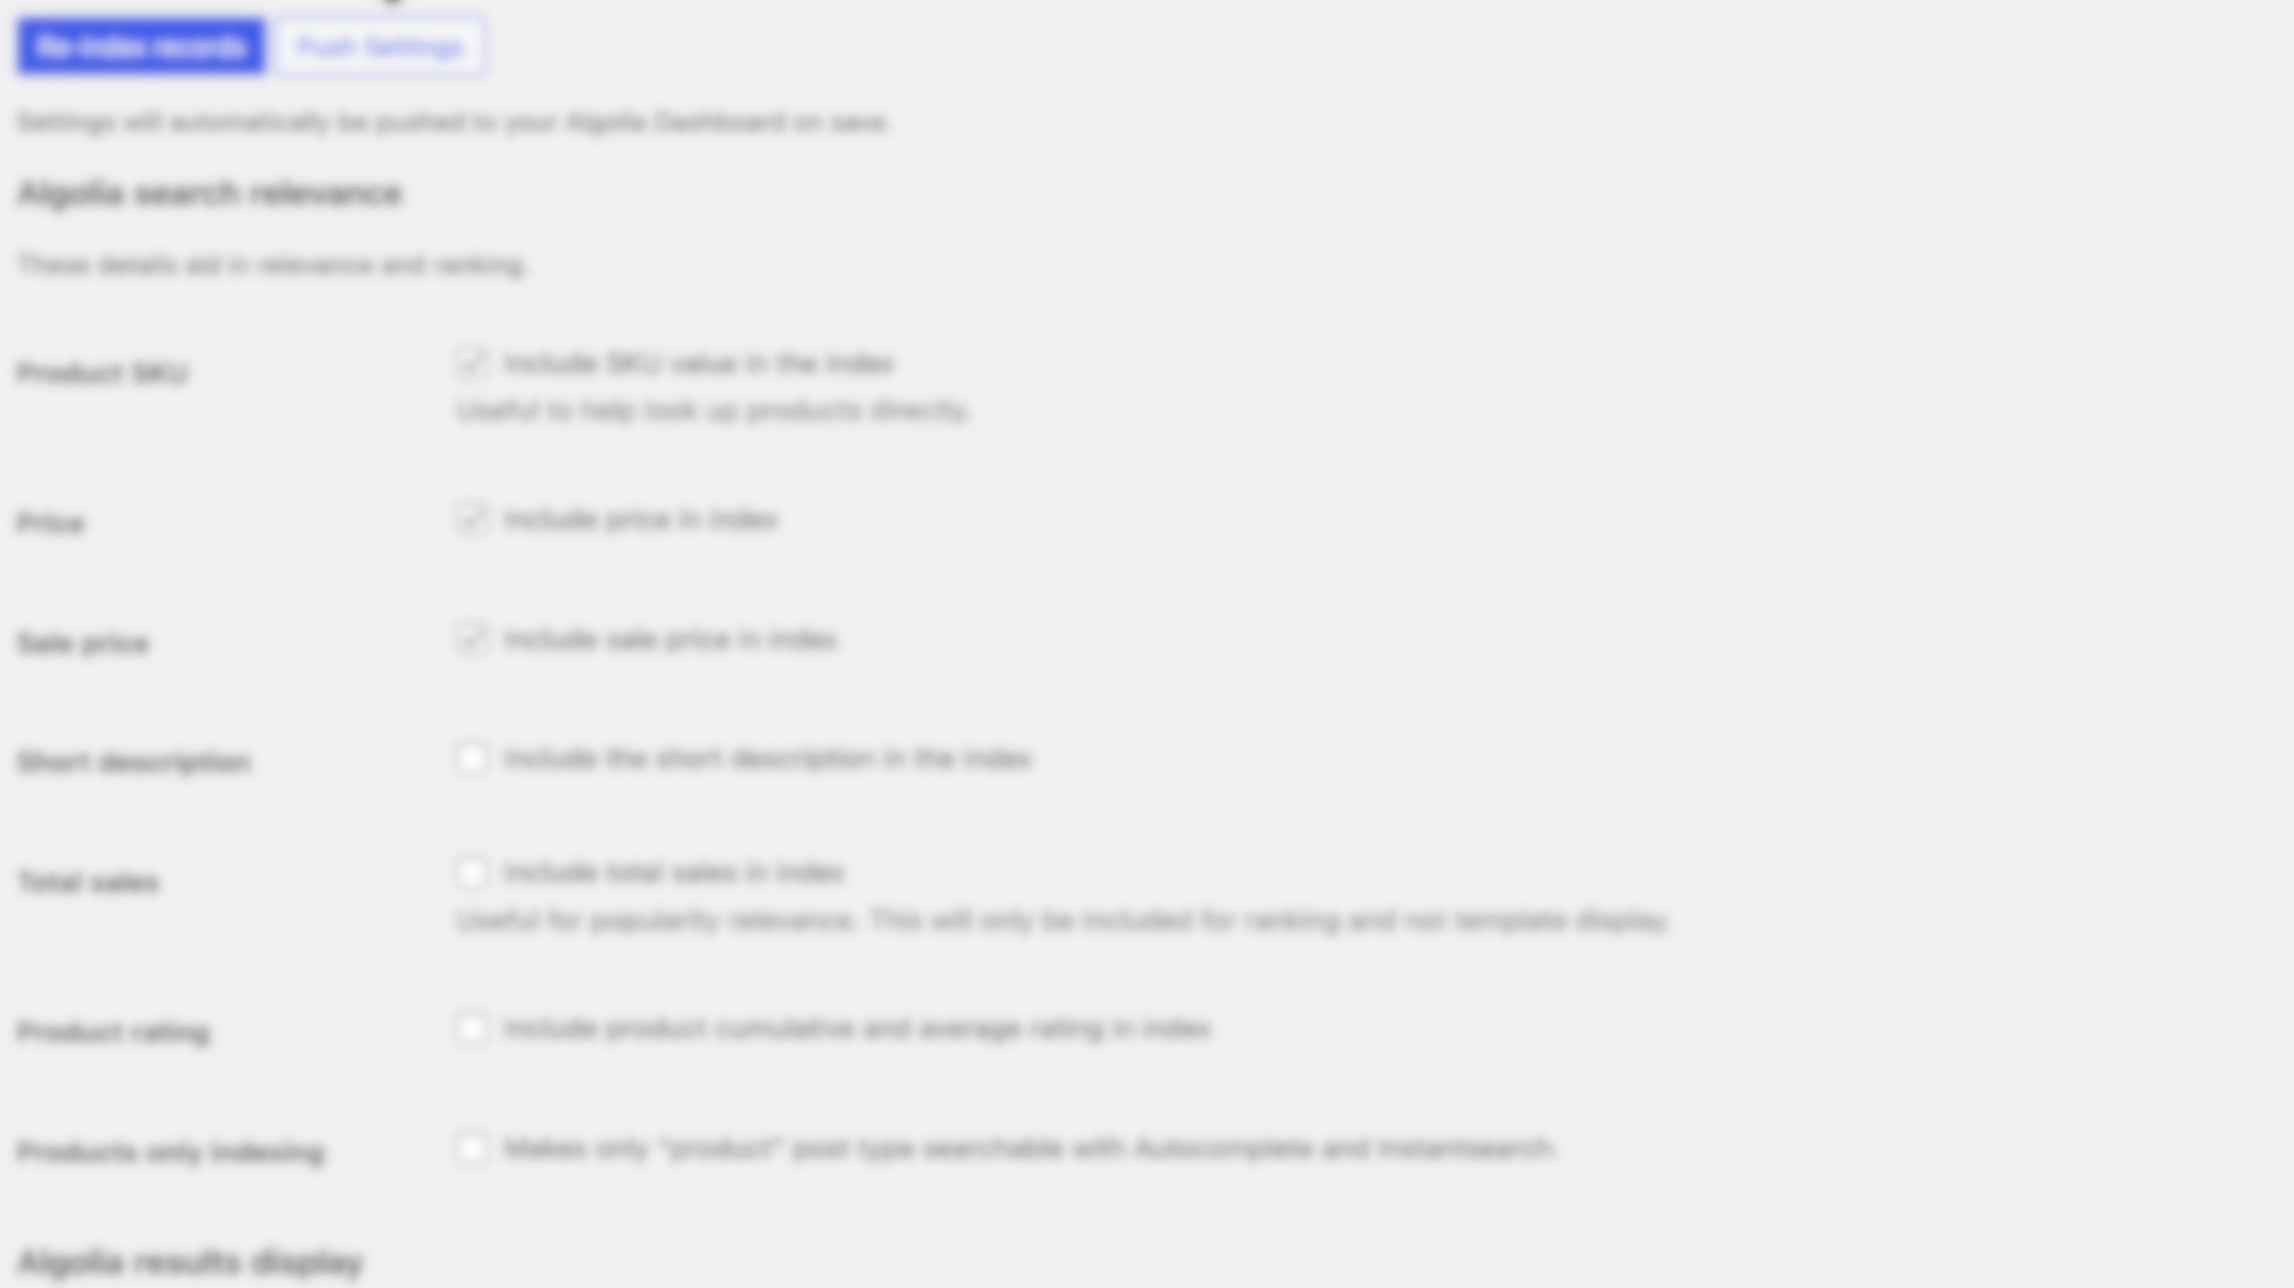 Re-index records Push Settings
Settings will automatically be pushed to your Algolia Dashboard on save.
Algolia search relevance
These details aid in relevance and ranking.
Product SKU
Include SKU value in the index
Useful to help look up products directly.
Price
Include price in index
Sale price
Include sale price in index
Short description
Include the short description in the index
Total sales
Include total sales in index
Useful for popularity relevance. This will only be included for ranking and not template display.
Product rating
Include product cumulative and average rating in index
Products only indexing
Makes only "product" post type searchable with Autocomplete and Instantsearch.
Algolia results display